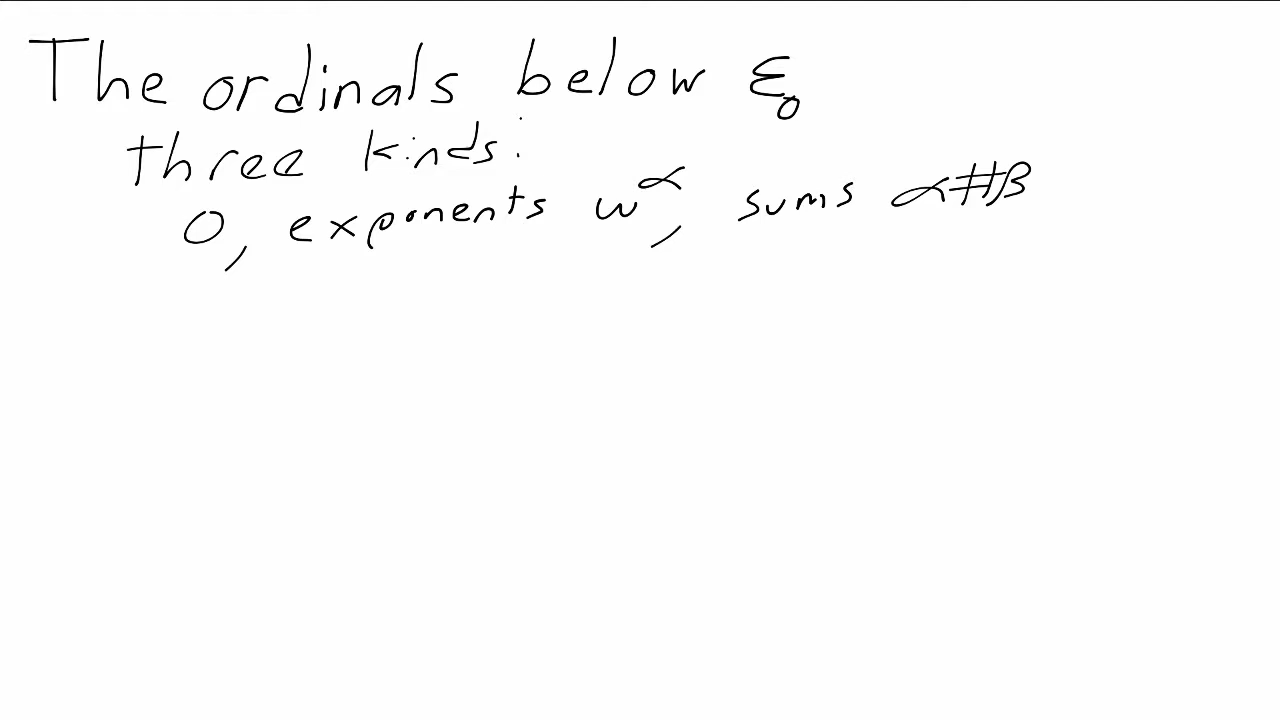 The ordinals below ε₀
three kinds:
0, exponents ω^α, sums α#β